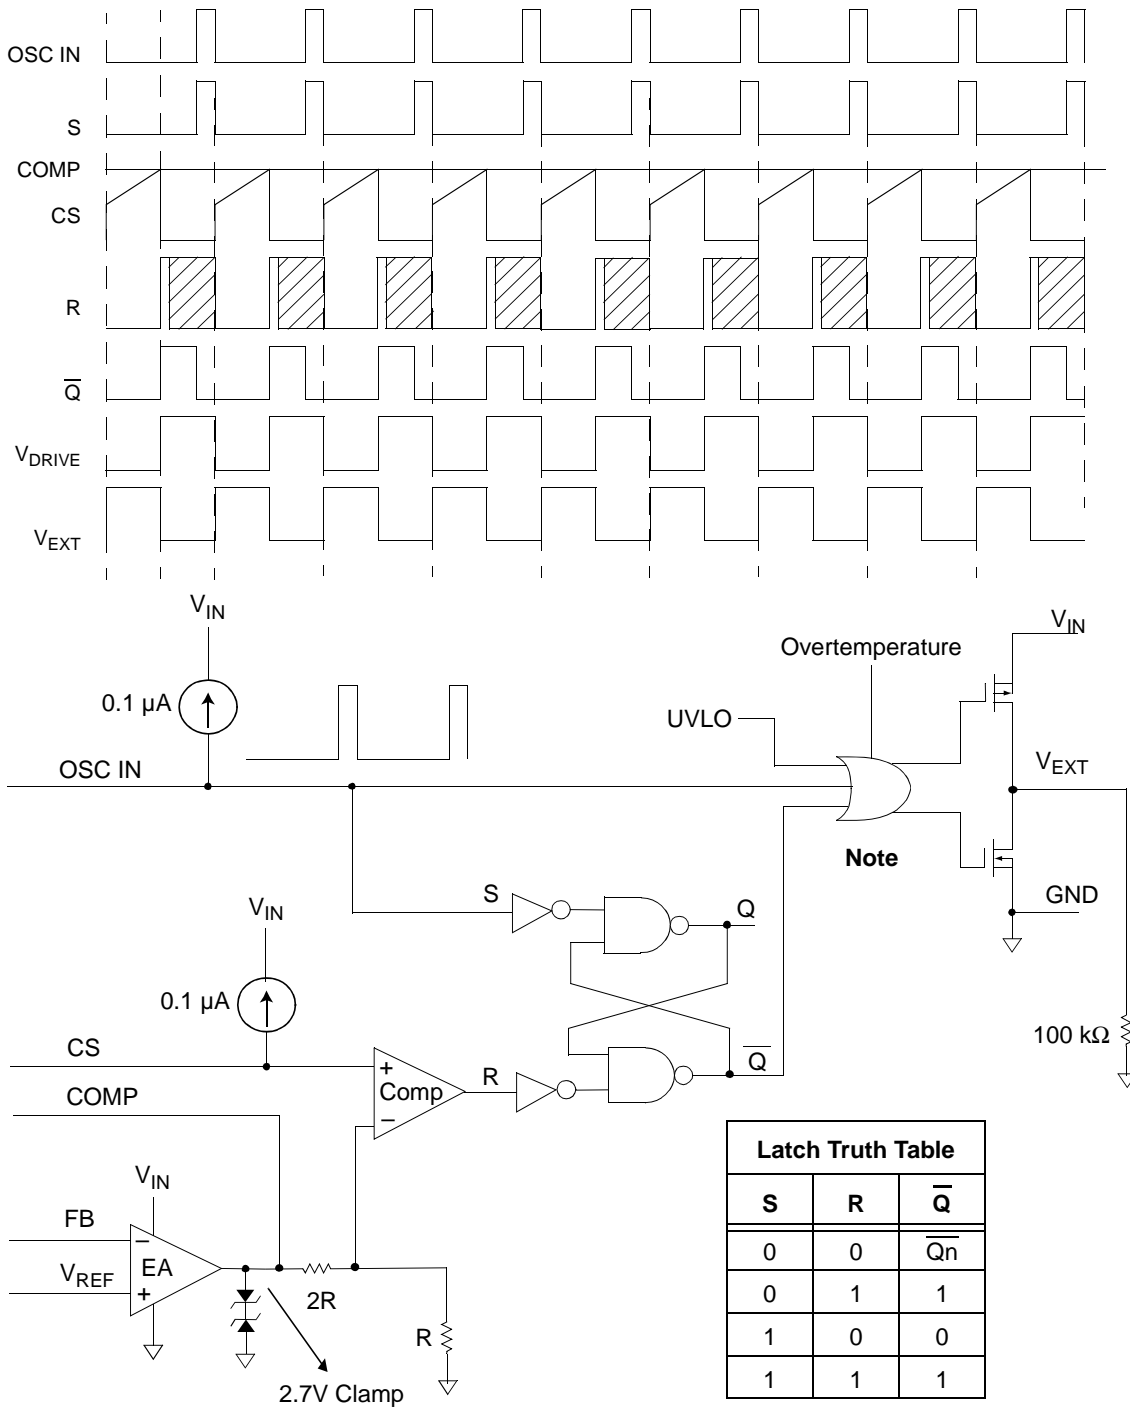 OSC IN
S
COMP
CS
R
Q̅
V_DRIVE
V_EXT
V_IN
0.1 µA
OSC IN
Overtemperature
UVLO
V_IN
V_EXT
Note
GND
100 kΩ
V_IN
0.1 µA
S
Q
CS
COMP
+
Comp
−
R
Q̅
V_IN
FB
−
EA
V_REF
+
2R
R
2.7V Clamp
Latch Truth Table
S R Q̅
0 0 Q̅n̅
0 1 1
1 0 0
1 1 1